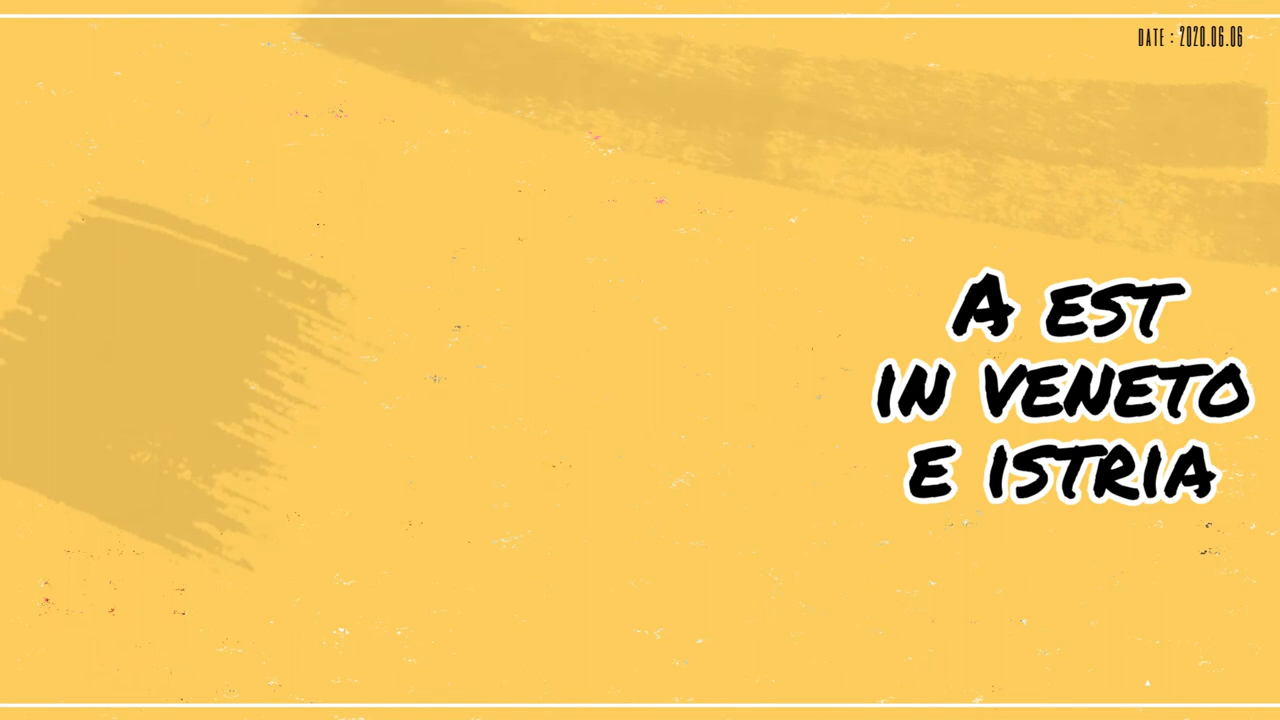 DATE : 2020.06.06
A EST
IN VENETO
E ISTRIA